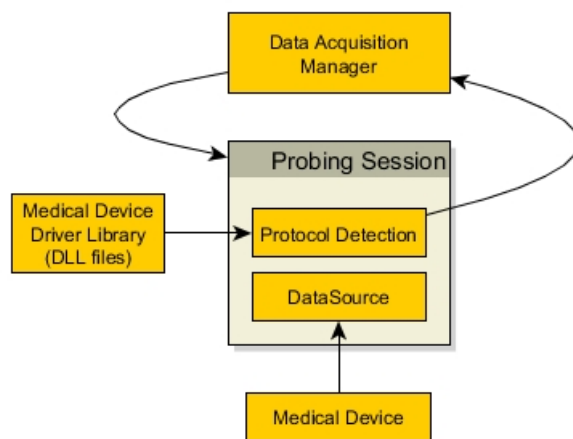 Data Acquisition
Manager
Probing Session
Medical Device
Driver Library
(DLL files)
Protocol Detection
DataSource
Medical Device